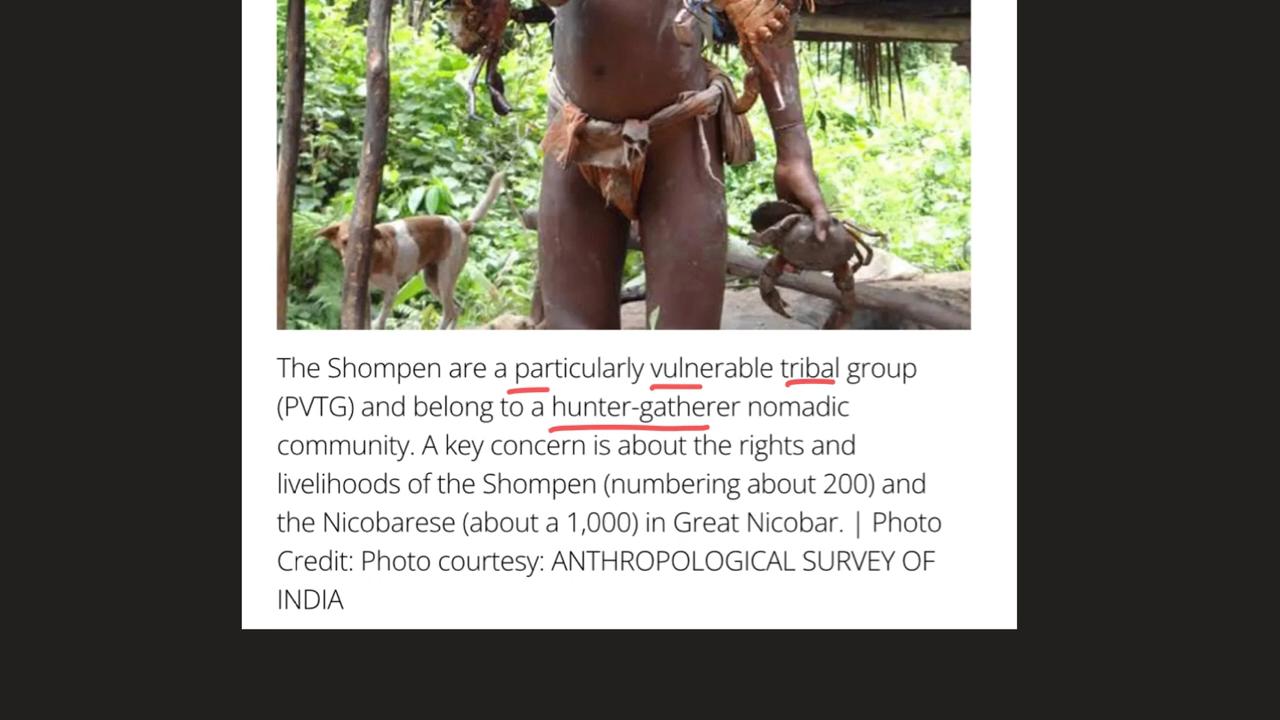 The Shompen are a particularly vulnerable tribal group
(PVTG) and belong to a hunter-gatherer nomadic
community. A key concern is about the rights and
livelihoods of the Shompen (numbering about 200) and
the Nicobarese (about a 1,000) in Great Nicobar. | Photo
Credit: Photo courtesy: ANTHROPOLOGICAL SURVEY OF
INDIA